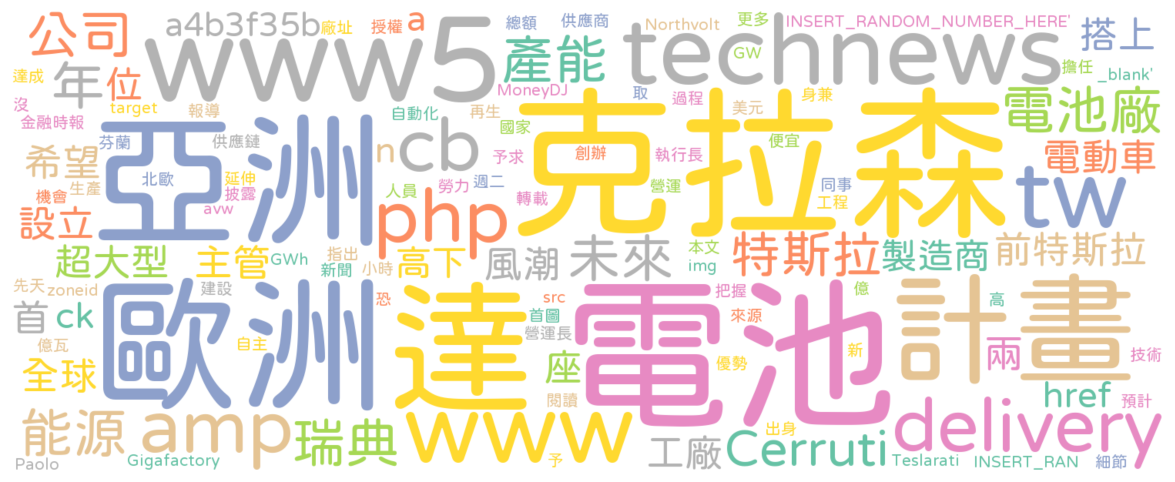 公司 a4b3f35b 廠址 授權 a 總額 供應商 Northvolt 更多 INSERT_RANDOM_NUMBER_HERE' 搭上
www5 產能 technews GW 擔任 _blank'
達成 年 位 target 報導 MoneyDJ 取 過程 美元 身兼 電池廠
沒 金融時報 自動化 再生
亞洲 芬蘭 供應鏈 cb 國家 克拉森 便宜 電動車
希望 北歐 延伸 n 予求 創辦 執行長
機會 生產 披露 人員 勞力 週二 轉載 營運 同事 tw
設立 avw php 工程
超大型 主管 GWh 指出 高下 風潮 未來 本文 特斯拉 製造商 前特斯拉
新聞 小時 img
先天 zoneid 歐洲 建設 恐 達 src 電池 把握 億 計畫
首 ck 首圖 來源 高 兩
億瓦 自主 營運長 新 技術
全球 座 優勢
能源 amp 閱讀 href 預計
瑞典 www 工廠 Cerruti 出身 delivery
Paolo Gigafactory 予 Teslarati INSERT_RAN 細節